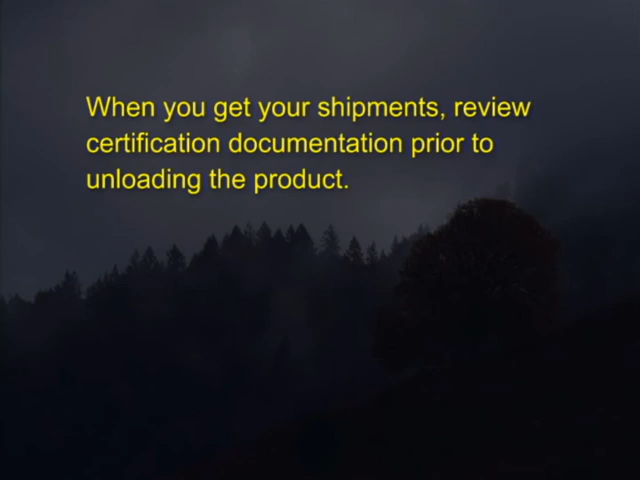 When you get your shipments, review
certification documentation prior to
unloading the product.